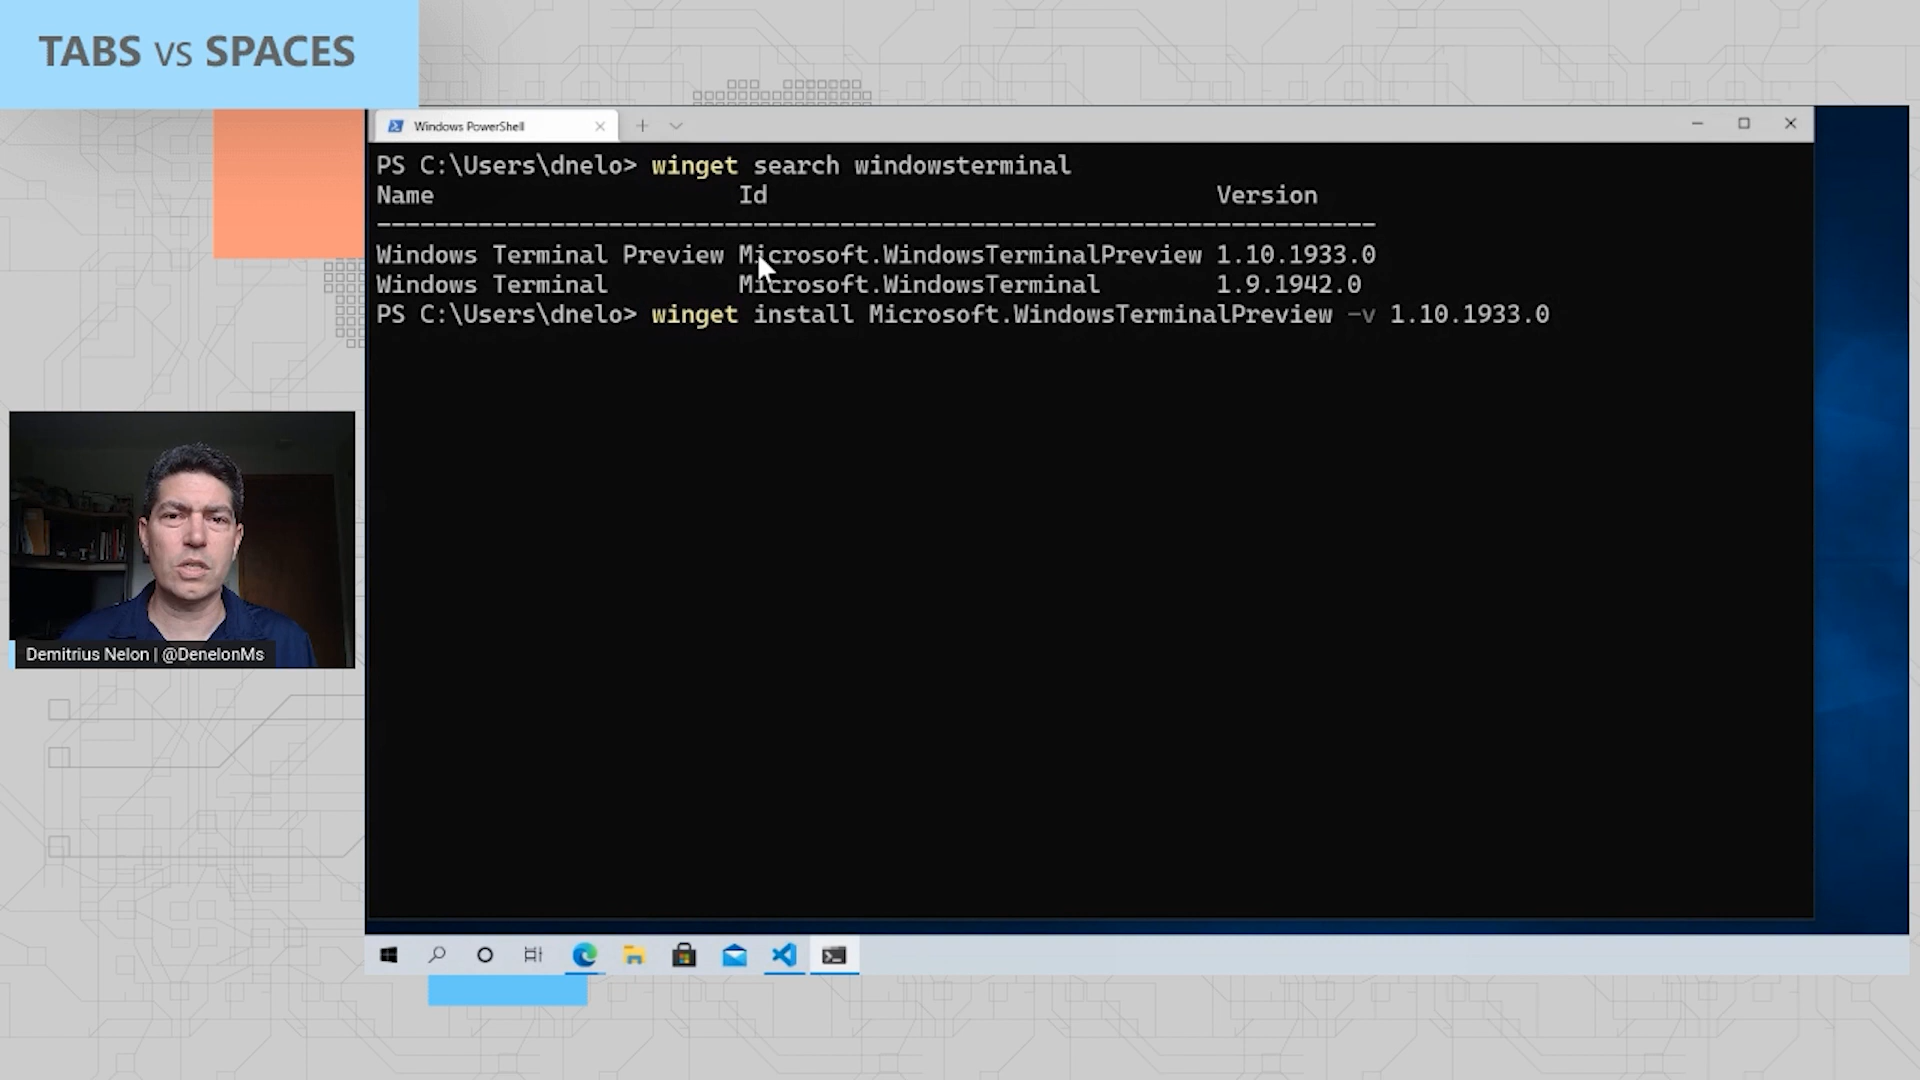 TABS VS SPACES
Windows PowerShell
PS C:\Users\dnelo> winget search windowsterminal
Name Id Version
---------------------------------------------------------------------
Windows Terminal Preview Microsoft.WindowsTerminalPreview 1.10.1933.0
Windows Terminal Microsoft.WindowsTerminal 1.9.1942.0
PS C:\Users\dnelo> winget install Microsoft.WindowsTerminalPreview -v 1.10.1933.0
Demitrius Nelon | @DenelonMs